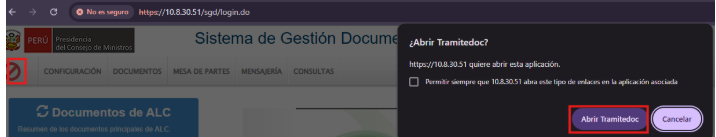 No es seguro https://10.8.30.51/sgd/login.do
PERÚ Presidencia
del Consejo de Ministros
Sistema de Gestión Docume
CONFIGURACIÓN DOCUMENTOS MESA DE PARTES MENSAJERÍA CONSULTAS
Documentos de ALC
Resumen de los documentos principales de ALC.
¿Abrir Tramitedoc?
https://10.8.30.51 quiere abrir esta aplicación.
Permitir siempre que 10.8.30.51 abra este tipo de enlaces en la aplicación asociada
Abrir Tramitedoc Cancelar